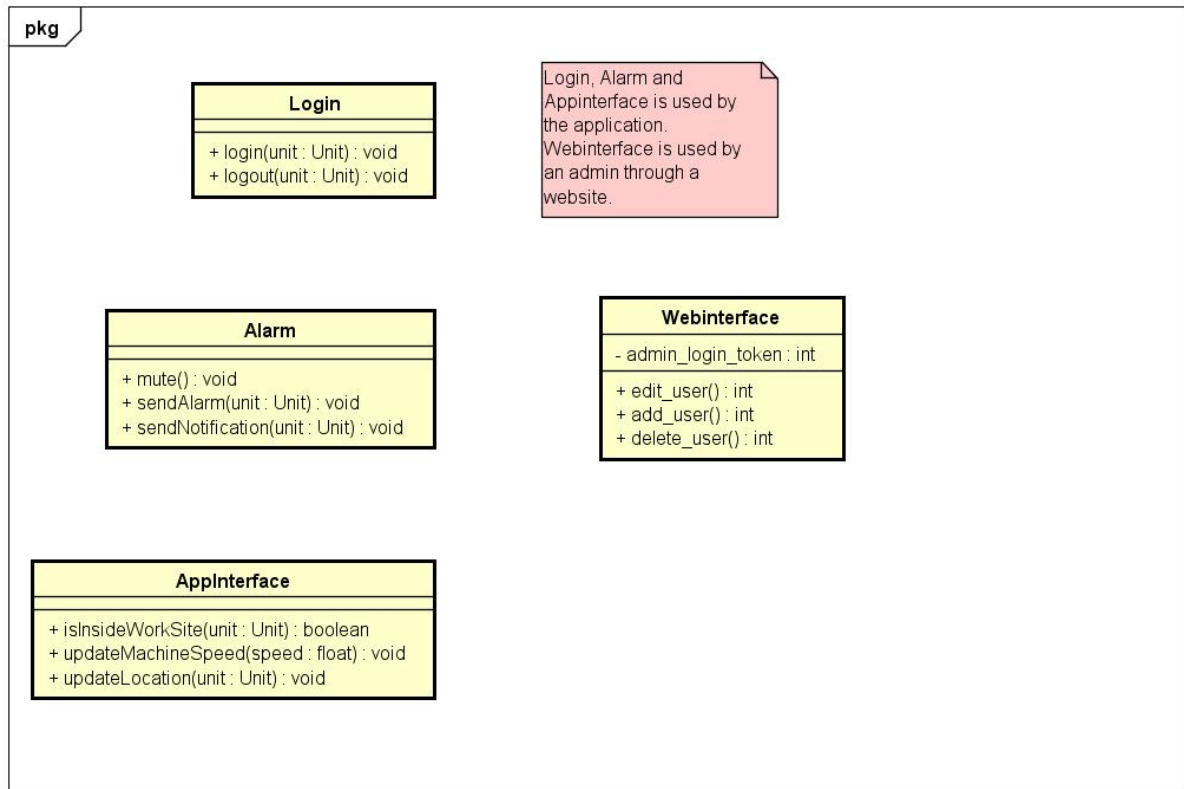 pkg
Login
+ login(unit : Unit) : void
+ logout(unit : Unit) : void
Login, Alarm and
Appinterface is used by
the application.
Webinterface is used by
an admin through a
website.
Alarm
+ mute() : void
+ sendAlarm(unit : Unit) : void
+ sendNotification(unit : Unit) : void
Webinterface
- admin_login_token : int
+ edit_user() : int
+ add_user() : int
+ delete_user() : int
AppInterface
+ isInsideWorkSite(unit : Unit) : boolean
+ updateMachineSpeed(speed : float) : void
+ updateLocation(unit : Unit) : void